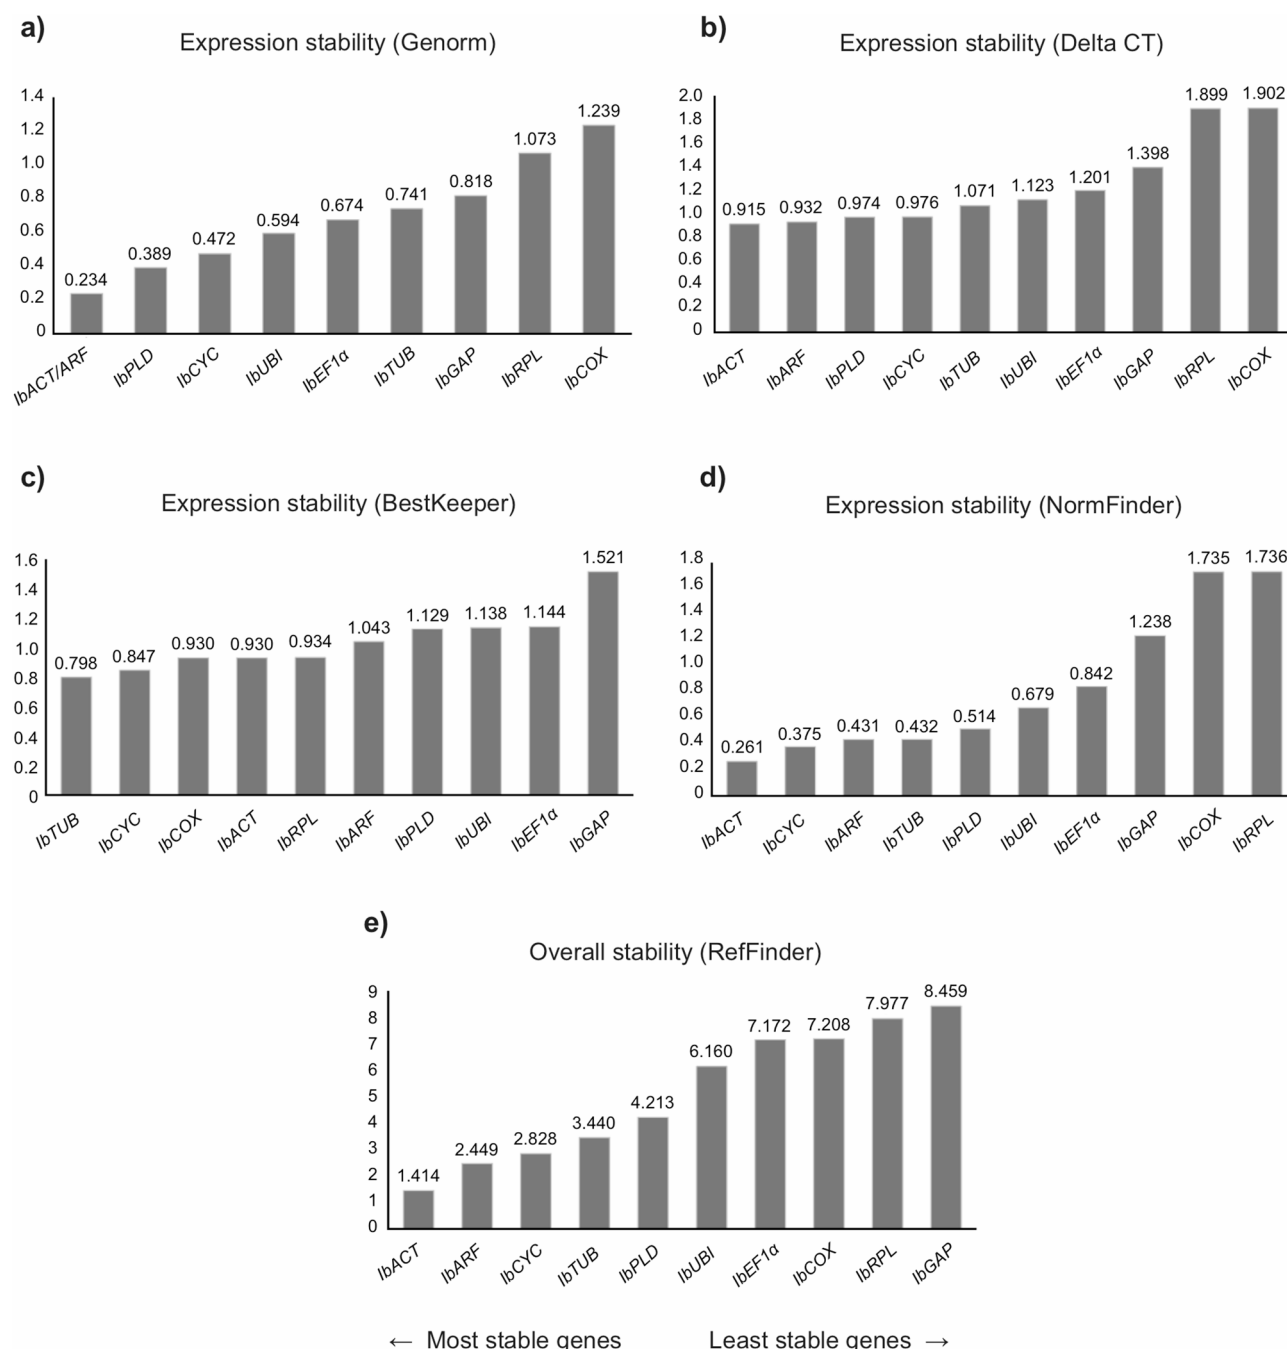 a)
Expression stability (Genorm)
1.4
1.2
1.0
0.8
0.6
0.4
0.2
0
0.234
0.389
0.472
0.594
0.674
0.741
0.818
1.073
1.239
IbACT/ARF
IbPLD
IbCYC
IbUBI
IbEF1α
IbTUB
IbGAP
IbRPL
IbCOX
b)
Expression stability (Delta CT)
2.0
1.8
1.6
1.4
1.2
1.0
0.8
0.6
0.4
0.2
0
0.915
0.932
0.974
0.976
1.071
1.123
1.201
1.398
1.899
1.902
IbACT
IbARF
IbPLD
IbCYC
IbTUB
IbUBI
IbEF1α
IbGAP
IbRPL
IbCOX
c)
Expression stability (BestKeeper)
1.6
1.4
1.2
1.0
0.8
0.6
0.4
0.2
0
0.798
0.847
0.930
0.930
0.934
1.043
1.129
1.138
1.144
1.521
IbTUB
IbCYC
IbCOX
IbACT
IbRPL
IbARF
IbPLD
IbUBI
IbEF1α
IbGAP
d)
Expression stability (NormFinder)
1.8
1.6
1.4
1.2
1.0
0.8
0.6
0.4
0.2
0
0.261
0.375
0.431
0.432
0.514
0.679
0.842
1.238
1.735
1.736
IbACT
IbCYC
IbARF
IbTUB
IbPLD
IbUBI
IbEF1α
IbGAP
IbCOX
IbRPL
e)
Overall stability (RefFinder)
9
8
7
6
5
4
3
2
1
0
1.414
2.449
2.828
3.440
4.213
6.160
7.172
7.208
7.977
8.459
IbACT
IbARF
IbCYC
IbTUB
IbPLD
IbUBI
IbEF1α
IbCOX
IbRPL
IbGAP
← Most stable genes
Least stable genes →